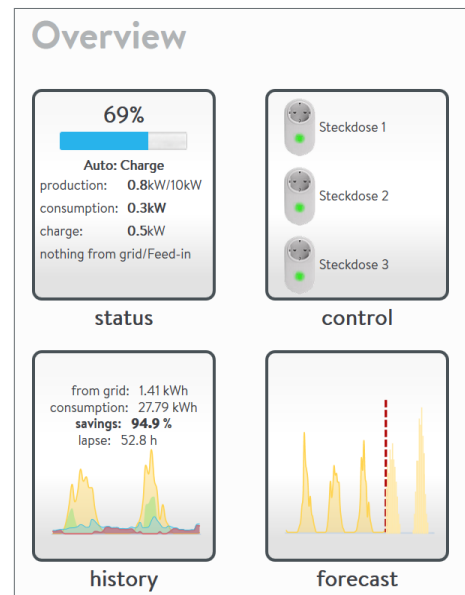 Overview
69%
Auto: Charge
production: 0.8kW/10kW
consumption: 0.3kW
charge: 0.5kW
nothing from grid/Feed-in
status
Steckdose 1
Steckdose 2
Steckdose 3
control
from grid: 1.41 kWh
consumption: 27.79 kWh
savings: 94.9 %
lapse: 52.8 h
history
forecast